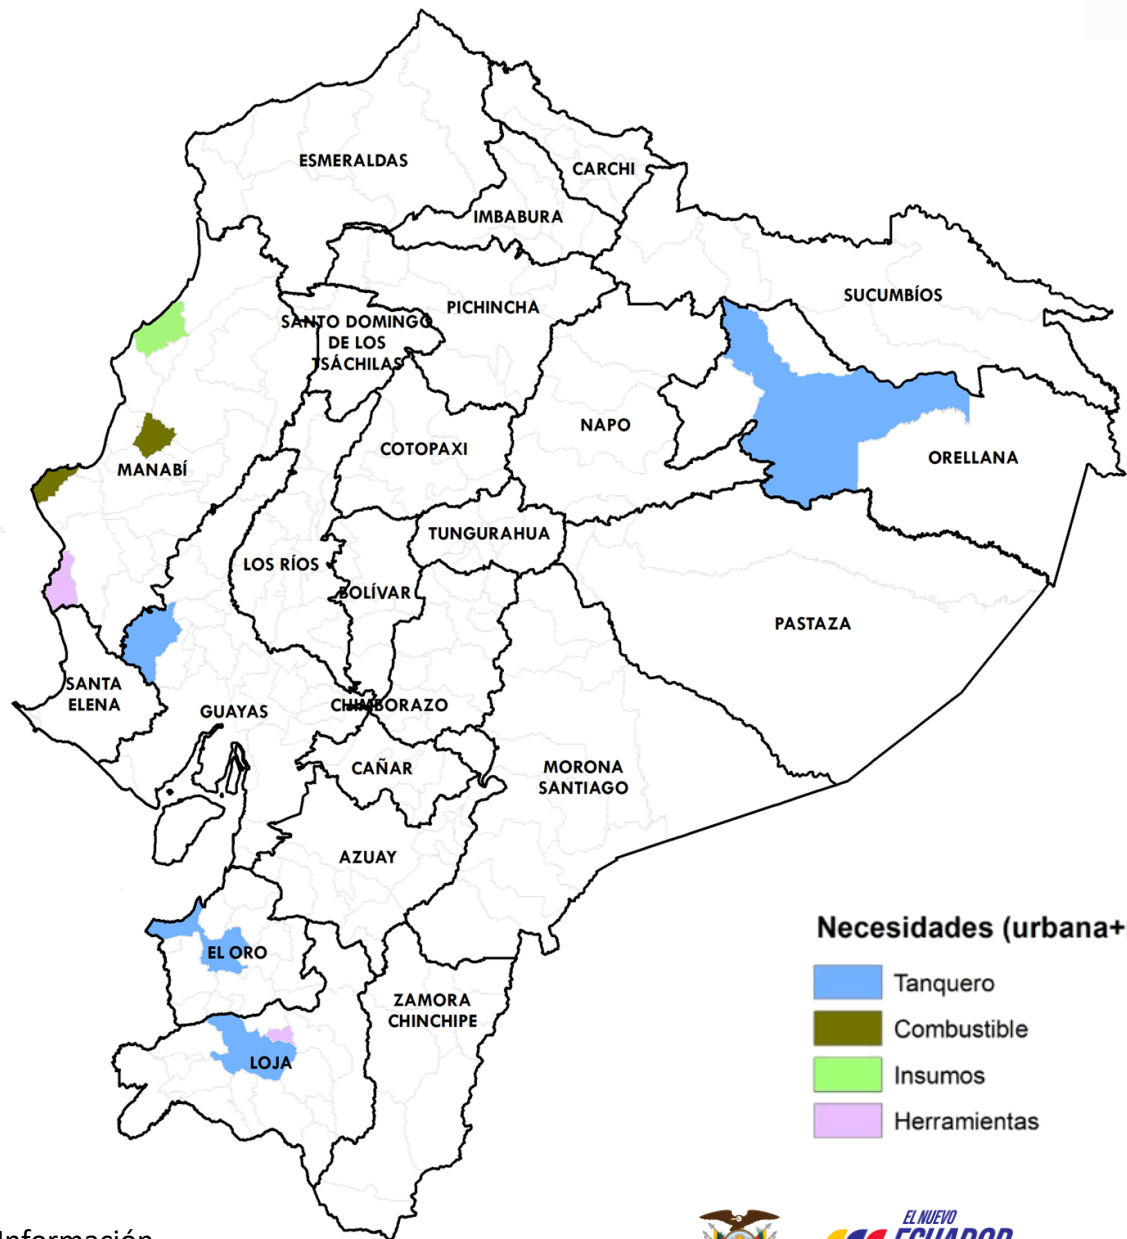 ESMERALDAS
CARCHI
IMBABURA
SUCUMBÍOS
PICHINCHA
SANTO DOMINGO
DE LOS
TSÁCHILAS
NAPO
COTOPAXI
ORELLANA
MANABÍ
TUNGURAHUA
LOS RÍOS
BOLÍVAR
PASTAZA
SANTA
ELENA
GUAYAS
CHIMBORAZO
CAÑAR
MORONA
SANTIAGO
AZUAY
EL ORO
ZAMORA
CHINCHIPE
LOJA
Necesidades (urbana+
Tanquero
Combustible
Insumos
Herramientas
Información
EL NUEVO
ECUADOR